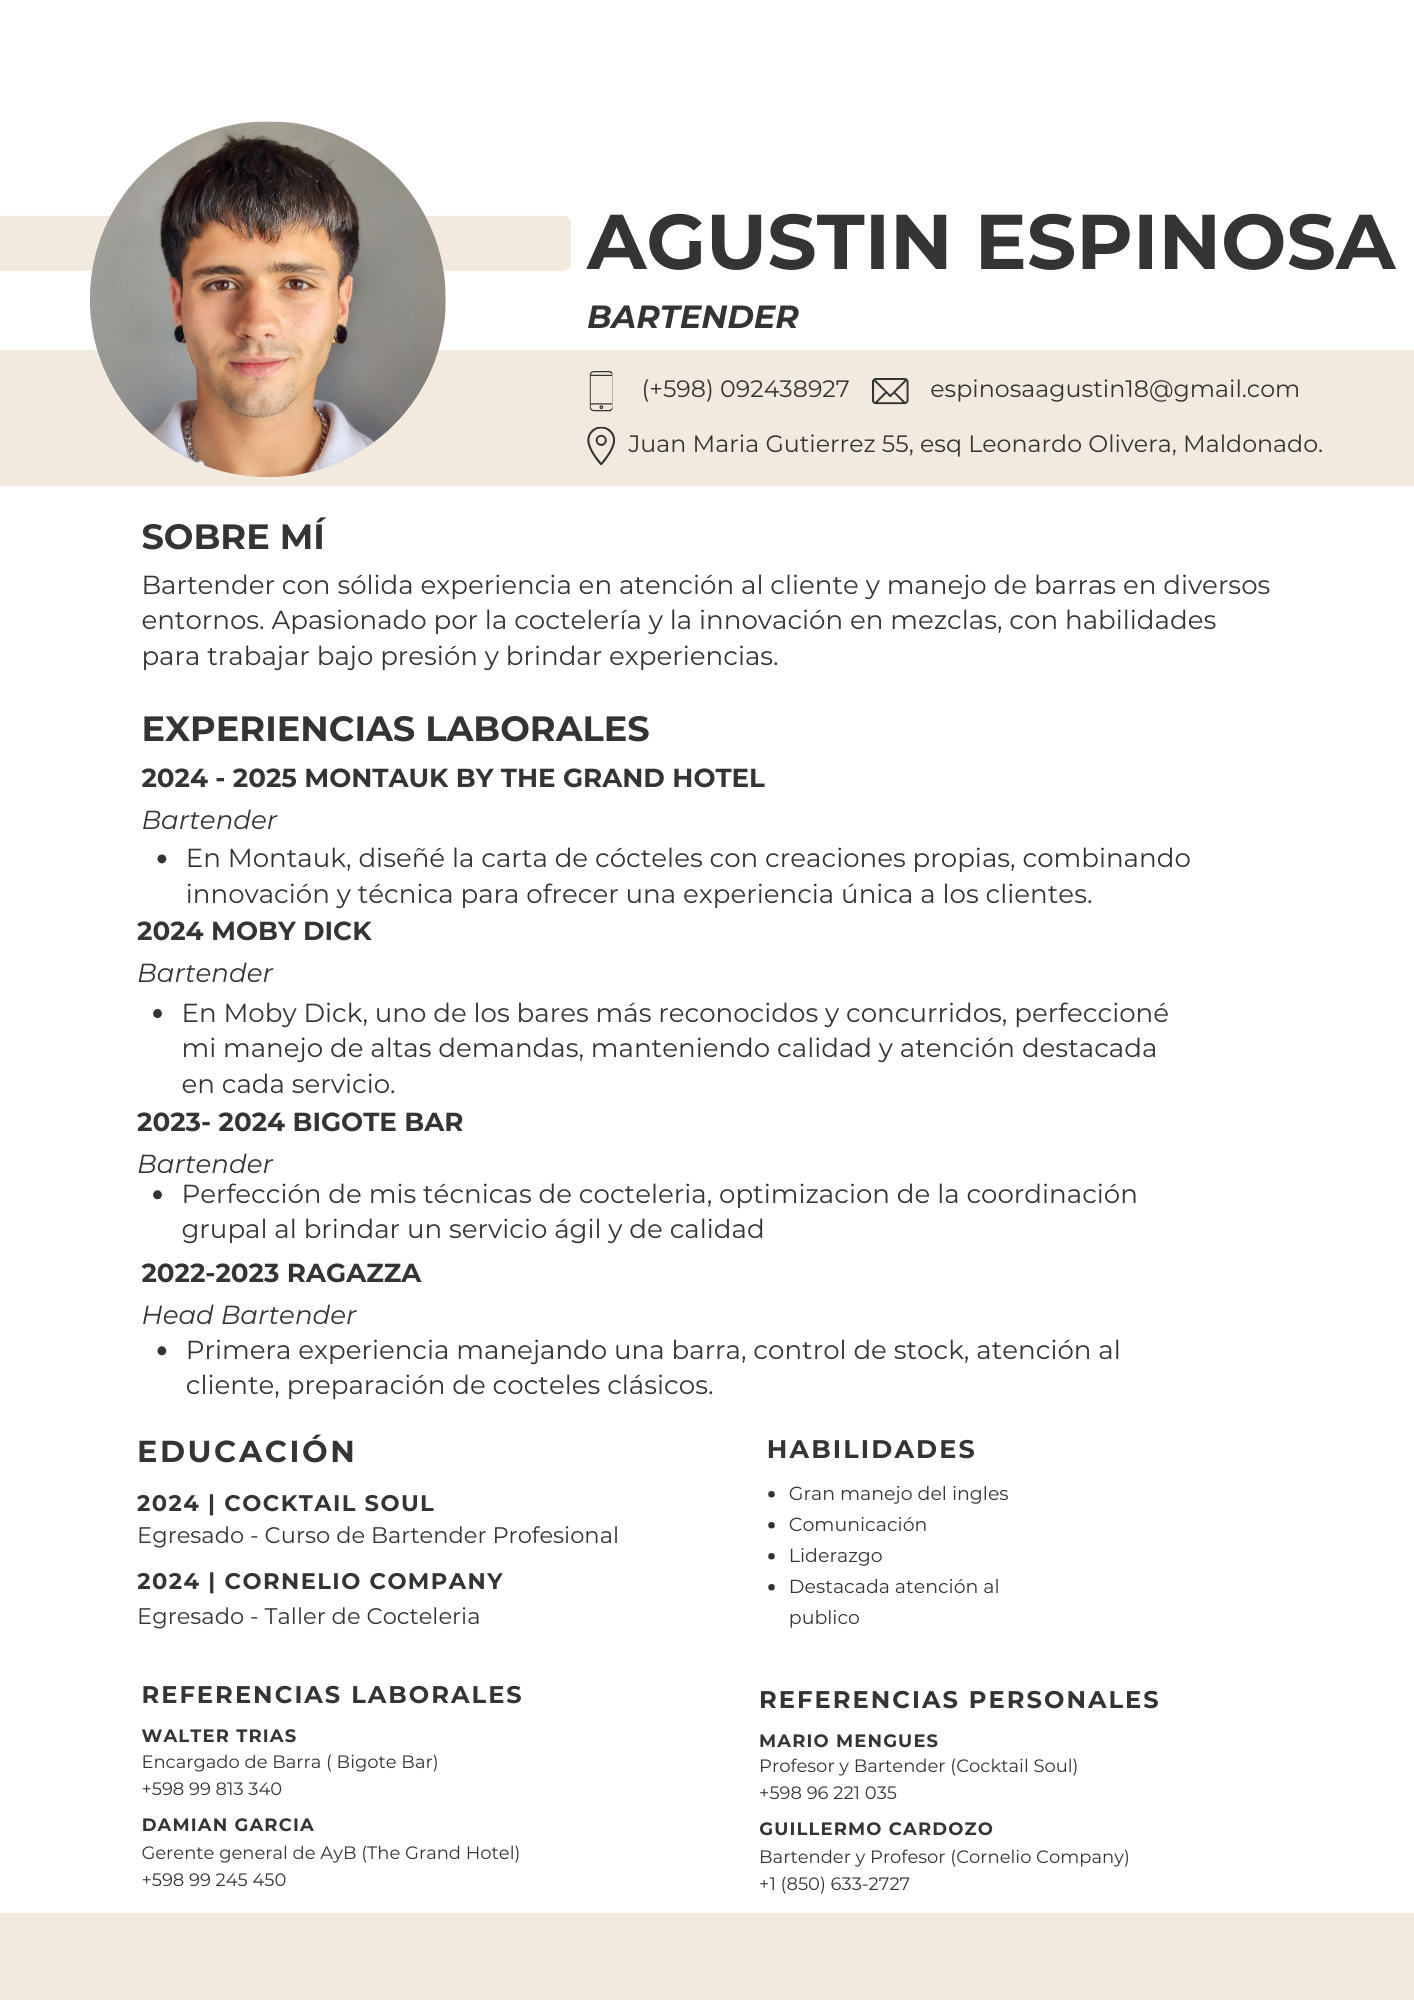 AGUSTIN ESPINOSA
BARTENDER
(+598) 092438927 espinosaagustin18@gmail.com
Juan Maria Gutierrez 55, esq Leonardo Olivera, Maldonado.
SOBRE MÍ
Bartender con sólida experiencia en atención al cliente y manejo de barras en diversos
entornos. Apasionado por la coctelería y la innovación en mezclas, con habilidades
para trabajar bajo presión y brindar experiencias.
EXPERIENCIAS LABORALES
2024 - 2025 MONTAUK BY THE GRAND HOTEL
Bartender
• En Montauk, diseñé la carta de cócteles con creaciones propias, combinando
innovación y técnica para ofrecer una experiencia única a los clientes.
2024 MOBY DICK
Bartender
• En Moby Dick, uno de los bares más reconocidos y concurridos, perfeccioné
mi manejo de altas demandas, manteniendo calidad y atención destacada
en cada servicio.
2023- 2024 BIGOTE BAR
Bartender
• Perfección de mis técnicas de cocteleria, optimizacion de la coordinación
grupal al brindar un servicio ágil y de calidad
2022-2023 RAGAZZA
Head Bartender
• Primera experiencia manejando una barra, control de stock, atención al
cliente, preparación de cocteles clásicos.
EDUCACIÓN
2024 | COCKTAIL SOUL
Egresado - Curso de Bartender Profesional
2024 | CORNELIO COMPANY
Egresado - Taller de Cocteleria
HABILIDADES
• Gran manejo del ingles
• Comunicación
• Liderazgo
• Destacada atención al
publico
REFERENCIAS LABORALES
WALTER TRIAS
Encargado de Barra ( Bigote Bar)
+598 99 813 340
DAMIAN GARCIA
Gerente general de AyB (The Grand Hotel)
+598 99 245 450
REFERENCIAS PERSONALES
MARIO MENGUES
Profesor y Bartender (Cocktail Soul)
+598 96 221 035
GUILLERMO CARDOZO
Bartender y Profesor (Cornelio Company)
+1 (850) 633-2727